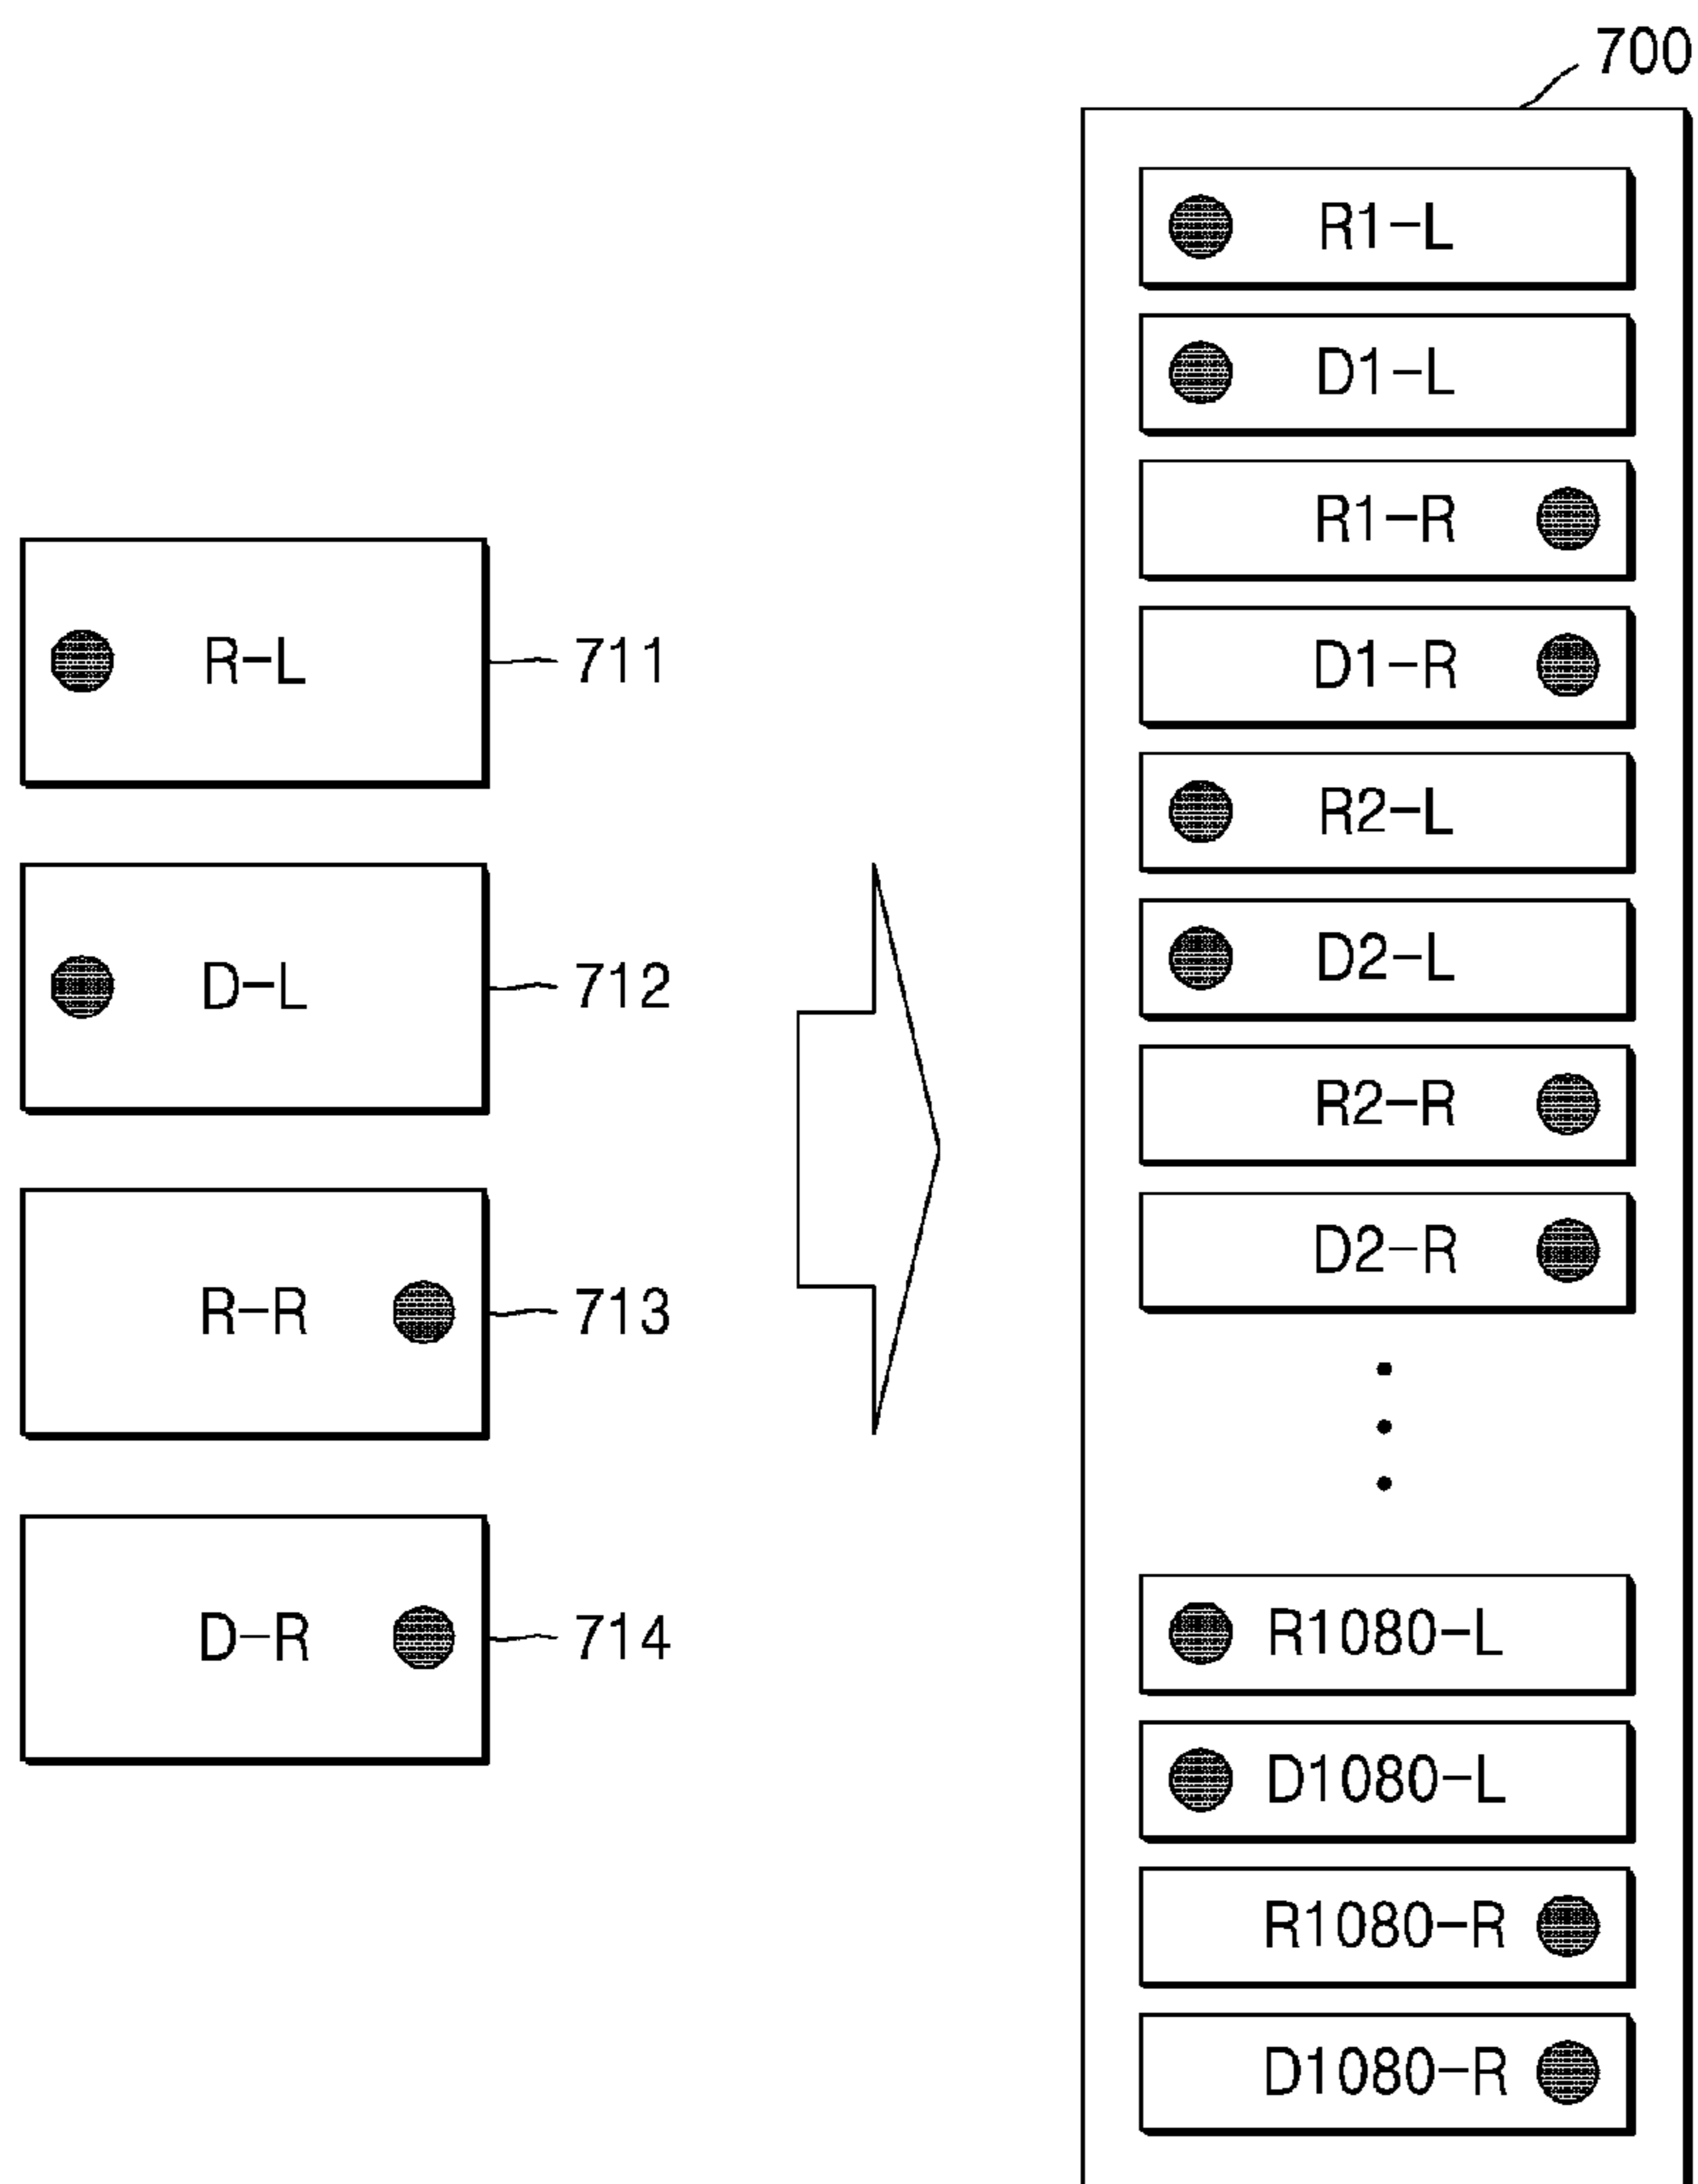 700
R1-L
D1-L
R1-R
D1-R
R2-L
D2-L
R2-R
D2-R
R1080-L
D1080-L
R1080-R
D1080-R
R-L
711
D-L
712
R-R
713
D-R
714